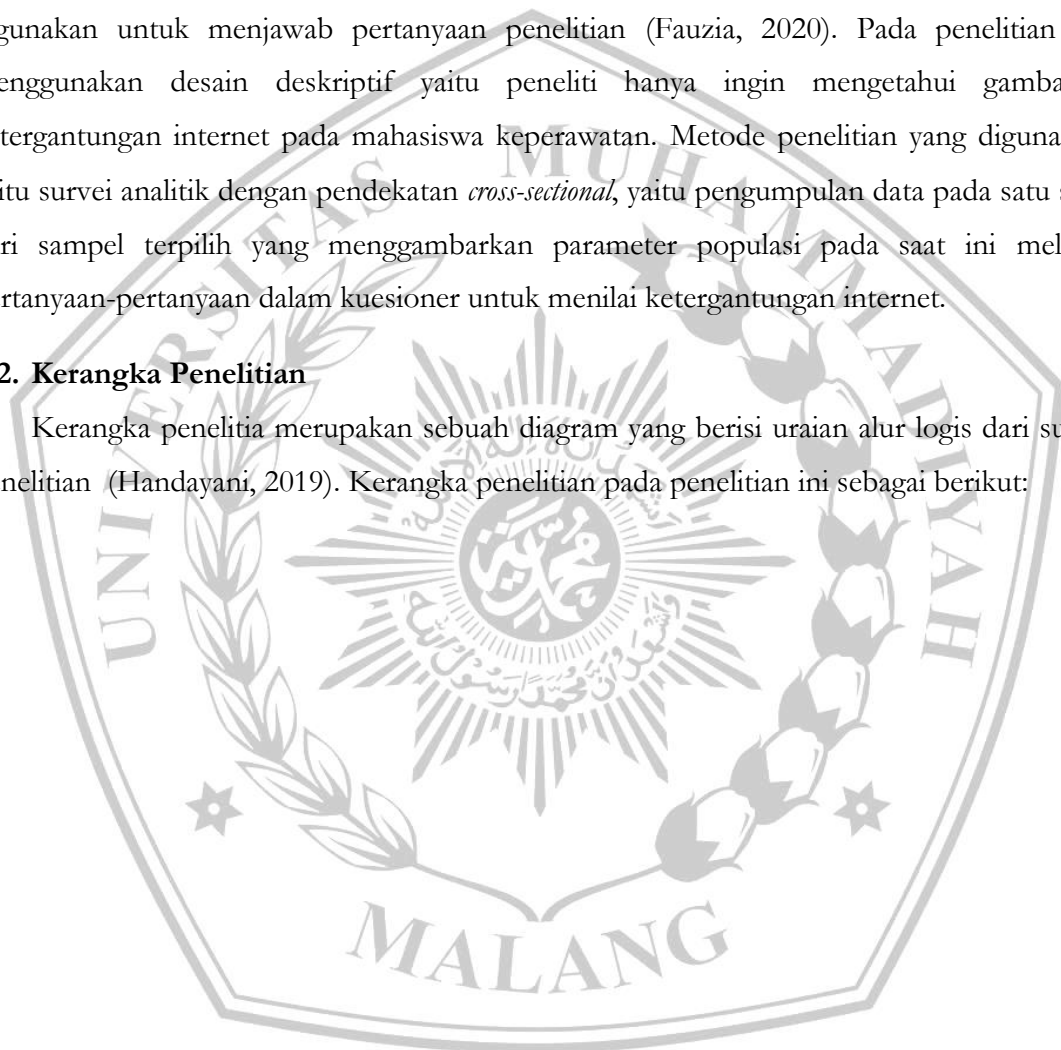 gunakan untuk menjawab pertanyaan penelitian (Fauzia, 2020). Pada penelitian
enggunakan desain deskriptif yaitu peneliti hanya ingin mengetahui gamba
tergantungan internet pada mahasiswa keperawatan. Metode penelitian yang diguna
itu survei analitik dengan pendekatan cross-sectional, yaitu pengumpulan data pada satu s
ri sampel terpilih yang menggambarkan parameter populasi pada saat ini mel
rtanyaan-pertanyaan dalam kuesioner untuk menilai ketergantungan internet.
2. Kerangka Penelitian
Kerangka penelitia merupakan sebuah diagram yang berisi uraian alur logis dari su
nelitian (Handayani, 2019). Kerangka penelitian pada penelitian ini sebagai berikut:
UNIVERSITAS MUHAMMADIYAH
MALANG